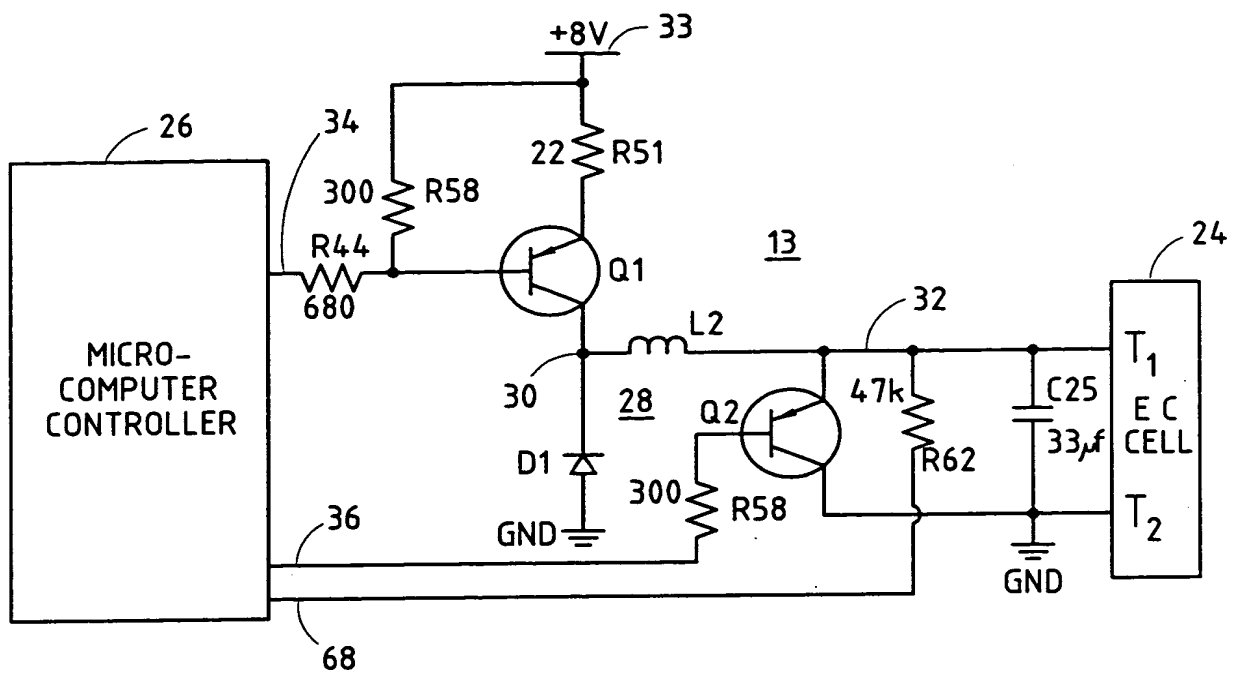 +8V
33
26
34
22
R51
300
R58
R44
680
Q1
13
24
32
L2
MICRO-
COMPUTER
CONTROLLER
30
28
Q2
47k
C25
T1
E C
CELL
33μf
R62
D1
300
R58
T2
GND
GND
36
68